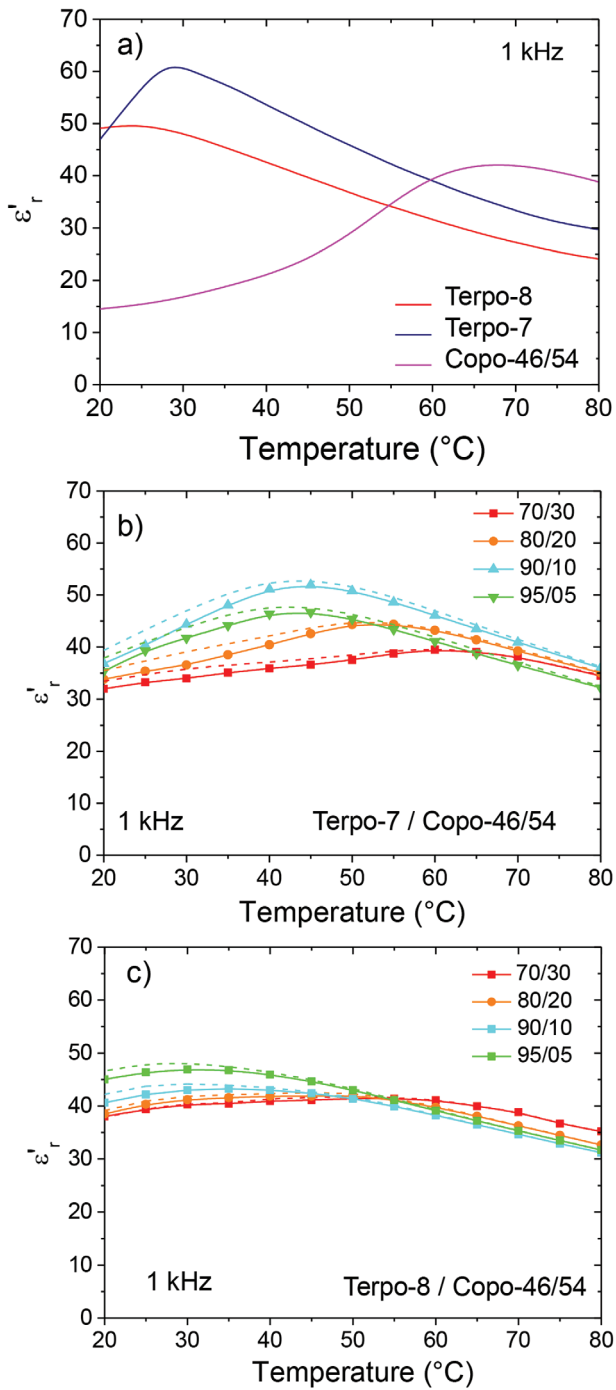 70
60
50
40
30
20
10
0
ε'r
a)
1 kHz
Terpo-8
Terpo-7
Copo-46/54
20 30 40 50 60 70 80
Temperature (°C)
70
60
50
40
30
20
10
0
ε'r
b)
70/30
80/20
90/10
95/05
1 kHz Terpo-7 / Copo-46/54
20 30 40 50 60 70 80
Temperature (°C)
70
60
50
40
30
20
10
0
ε'r
c)
70/30
80/20
90/10
95/05
1 kHz Terpo-8 / Copo-46/54
20 30 40 50 60 70 80
Temperature (°C)